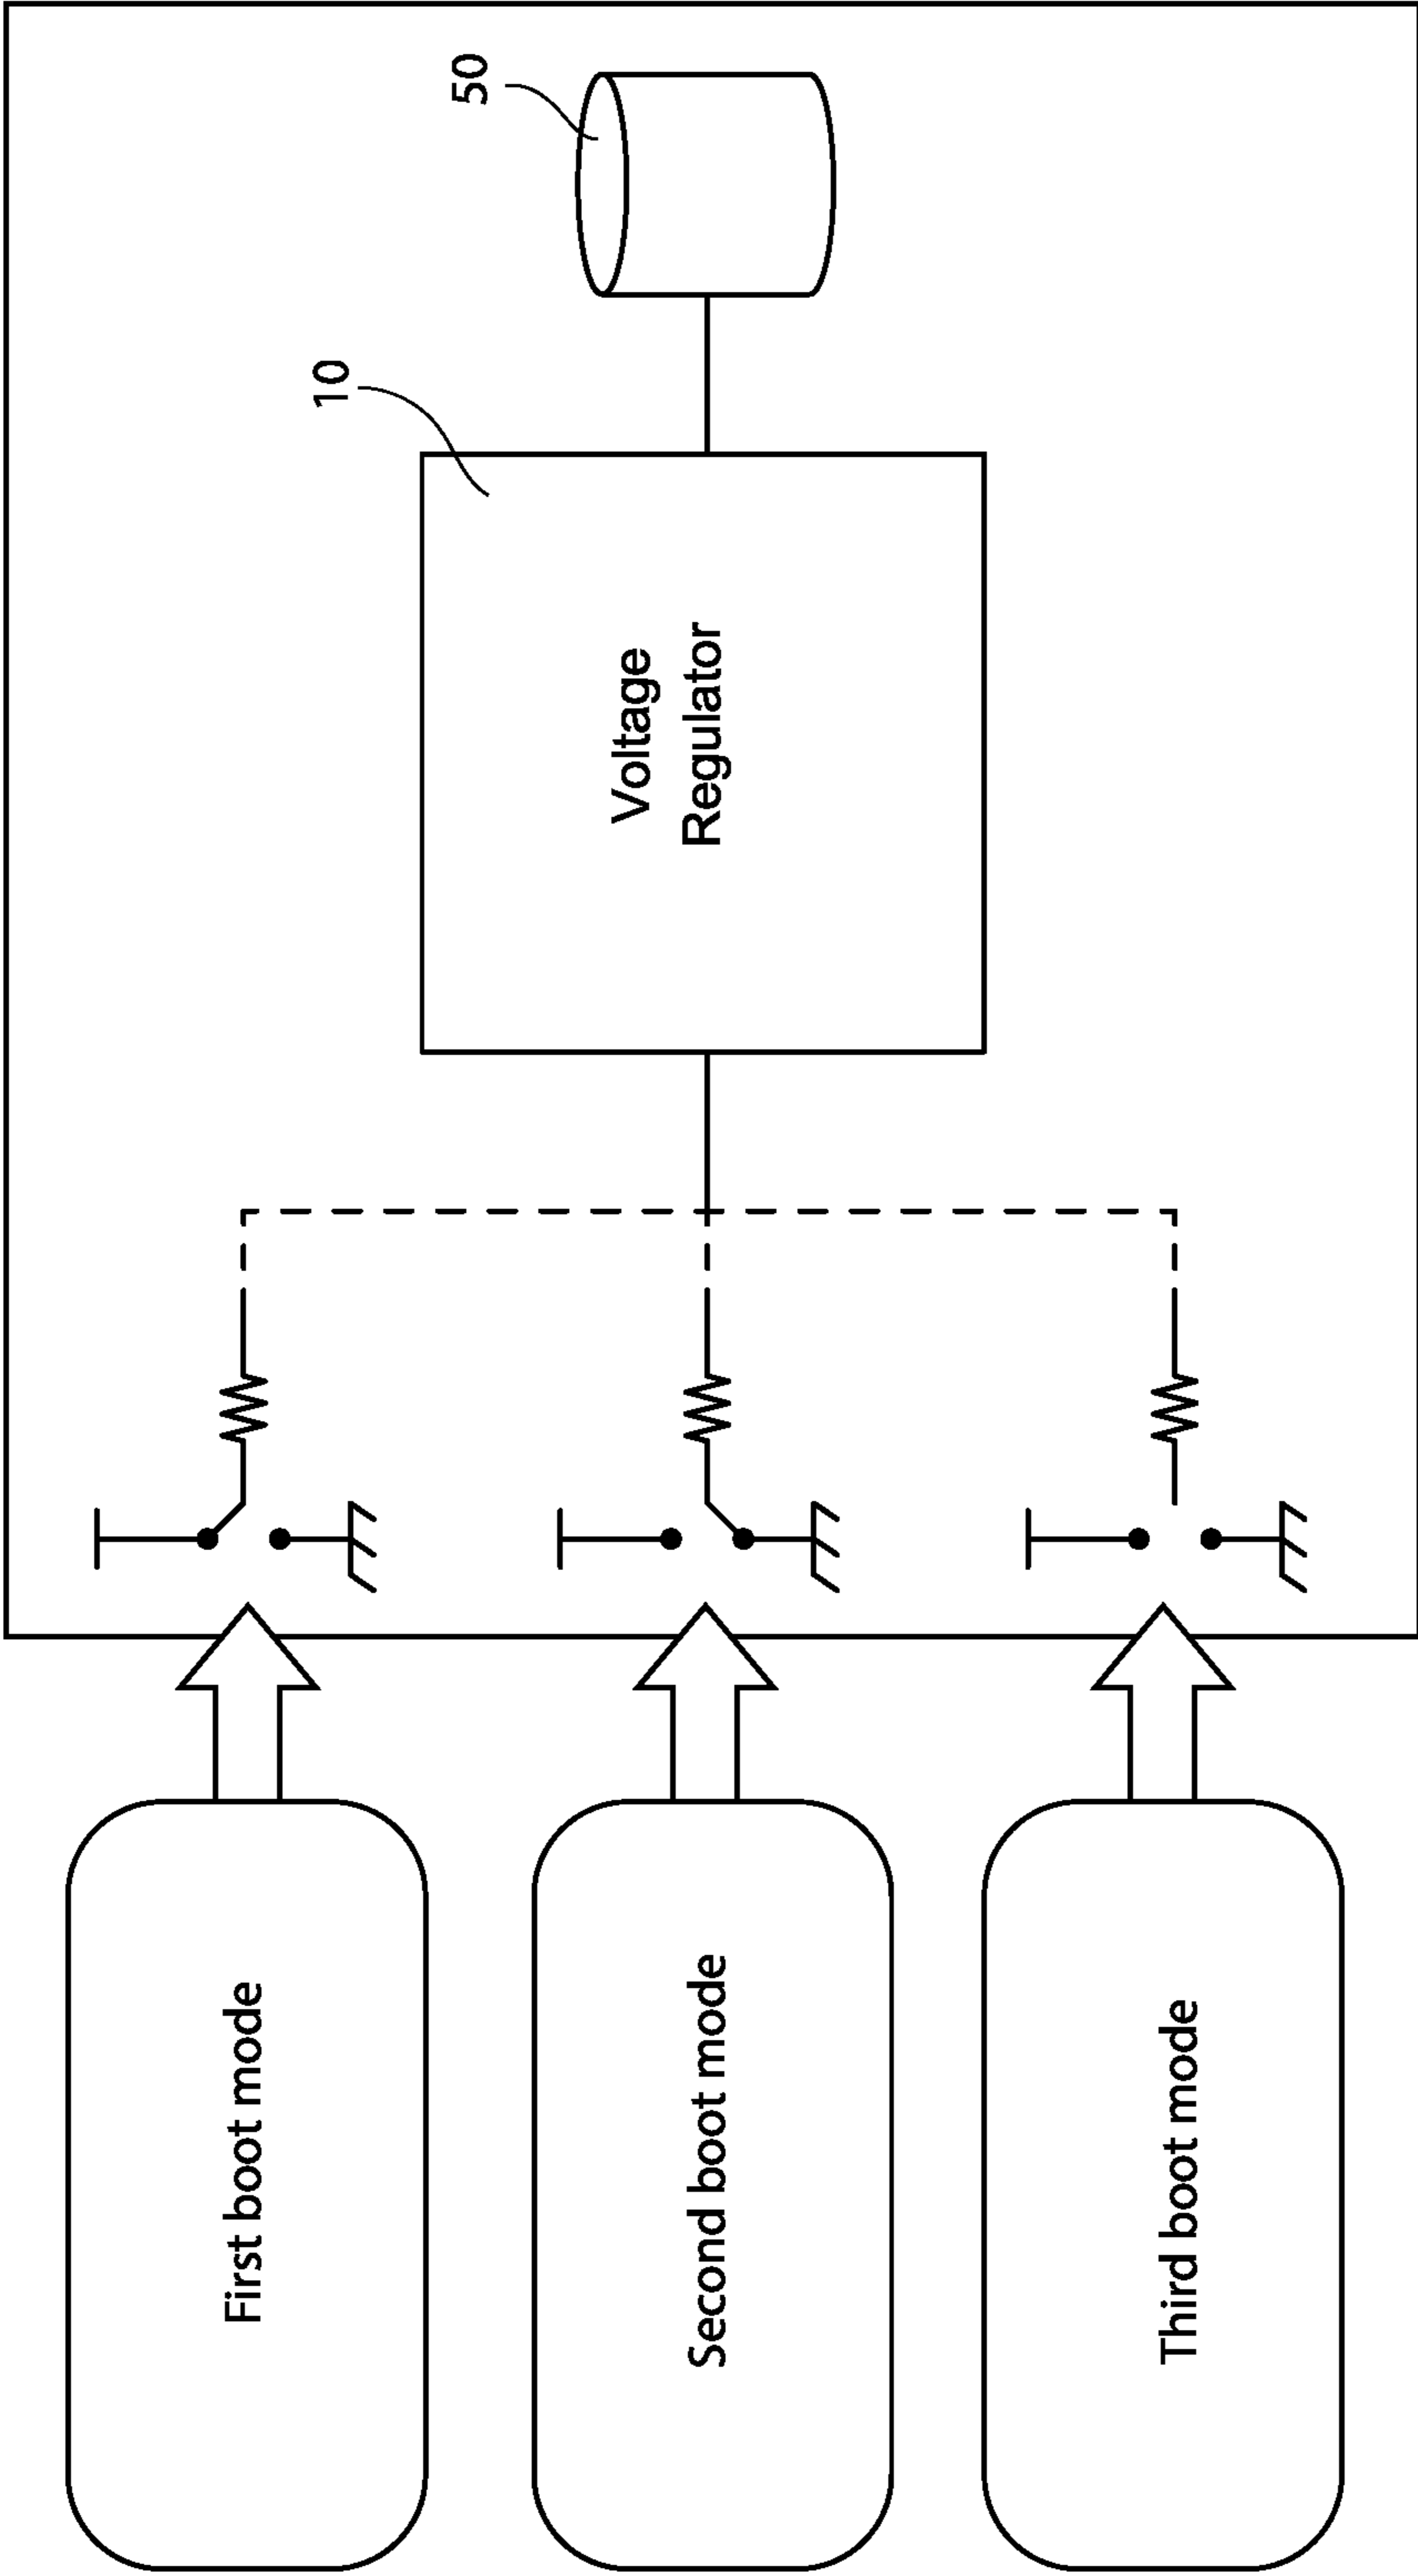 First boot mode
Second boot mode
Third boot mode
Voltage
Regulator
10
50